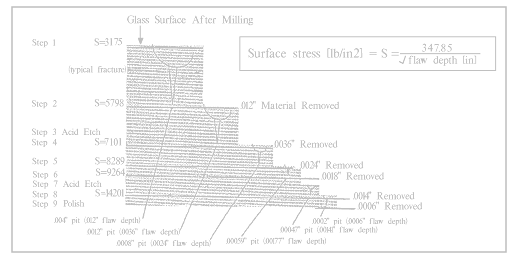 Glass Surface After Milling
Step 1 S=3175
Surface stress [lb/in2] = S = 347.85 / √ flaw depth [in]
(typical fracture)
Step 2 S=5798
.012" Material Removed
Step 3 Acid Etch
Step 4 S=7101
.0036" Removed
Step 5 S=8289
.0024" Removed
Step 6 S=9264
.0018" Removed
Step 7 Acid Etch
Step 8 S=14201
.0014" Removed
Step 9 Polish
.0006" Removed
.004" pit (.012" flaw depth)
.0002" pit (.0006" flaw depth)
.0012" pit (.0036" flaw depth)
.00047" pit (.0014" flaw depth)
.0008" pit (.0024" flaw depth)
.00059" pit (.00177" flaw depth)